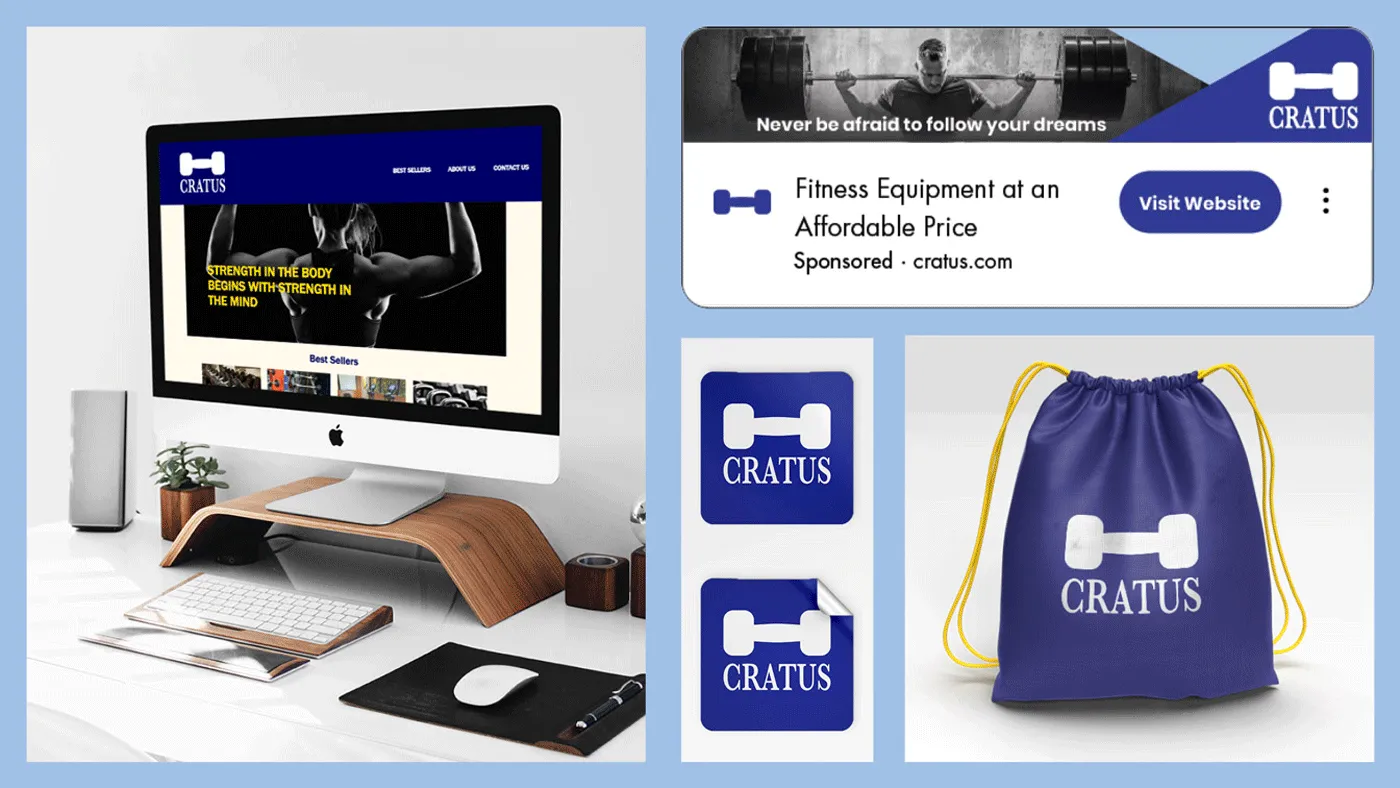 CRATUS
BEST SELLERS
ABOUT US
CONTACT US
STRENGTH IN THE BODY
BEGINS WITH STRENGTH IN
THE MIND
Best Sellers
Never be afraid to follow your dreams
CRATUS
Fitness Equipment at an
Affordable Price
Sponsored · cratus.com
Visit Website
CRATUS
CRATUS
CRATUS